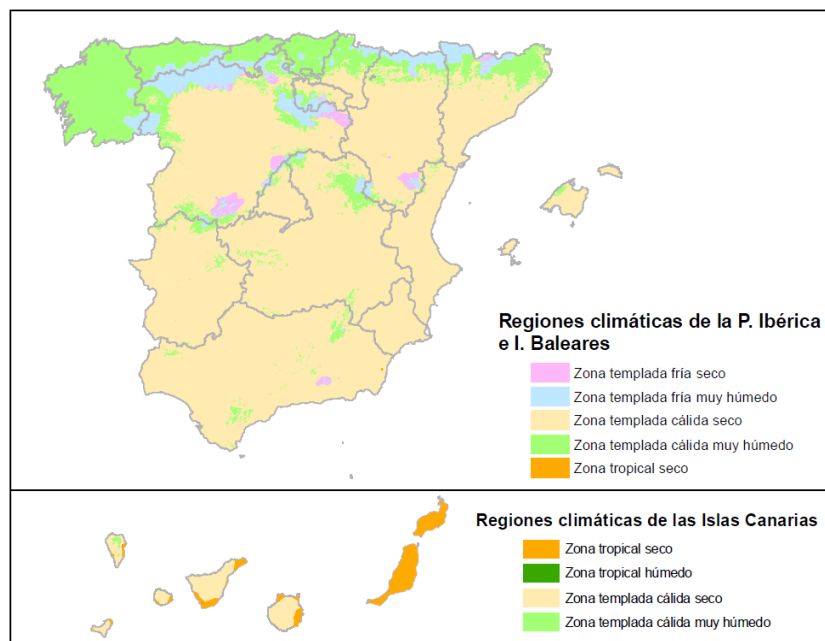 Regiones climáticas de la P. Ibérica
e I. Baleares
Zona templada fría seco
Zona templada fría muy húmedo
Zona templada cálida seco
Zona templada cálida muy húmedo
Zona tropical seco
Regiones climáticas de las Islas Canarias
Zona tropical seco
Zona tropical húmedo
Zona templada cálida seco
Zona templada cálida muy húmedo